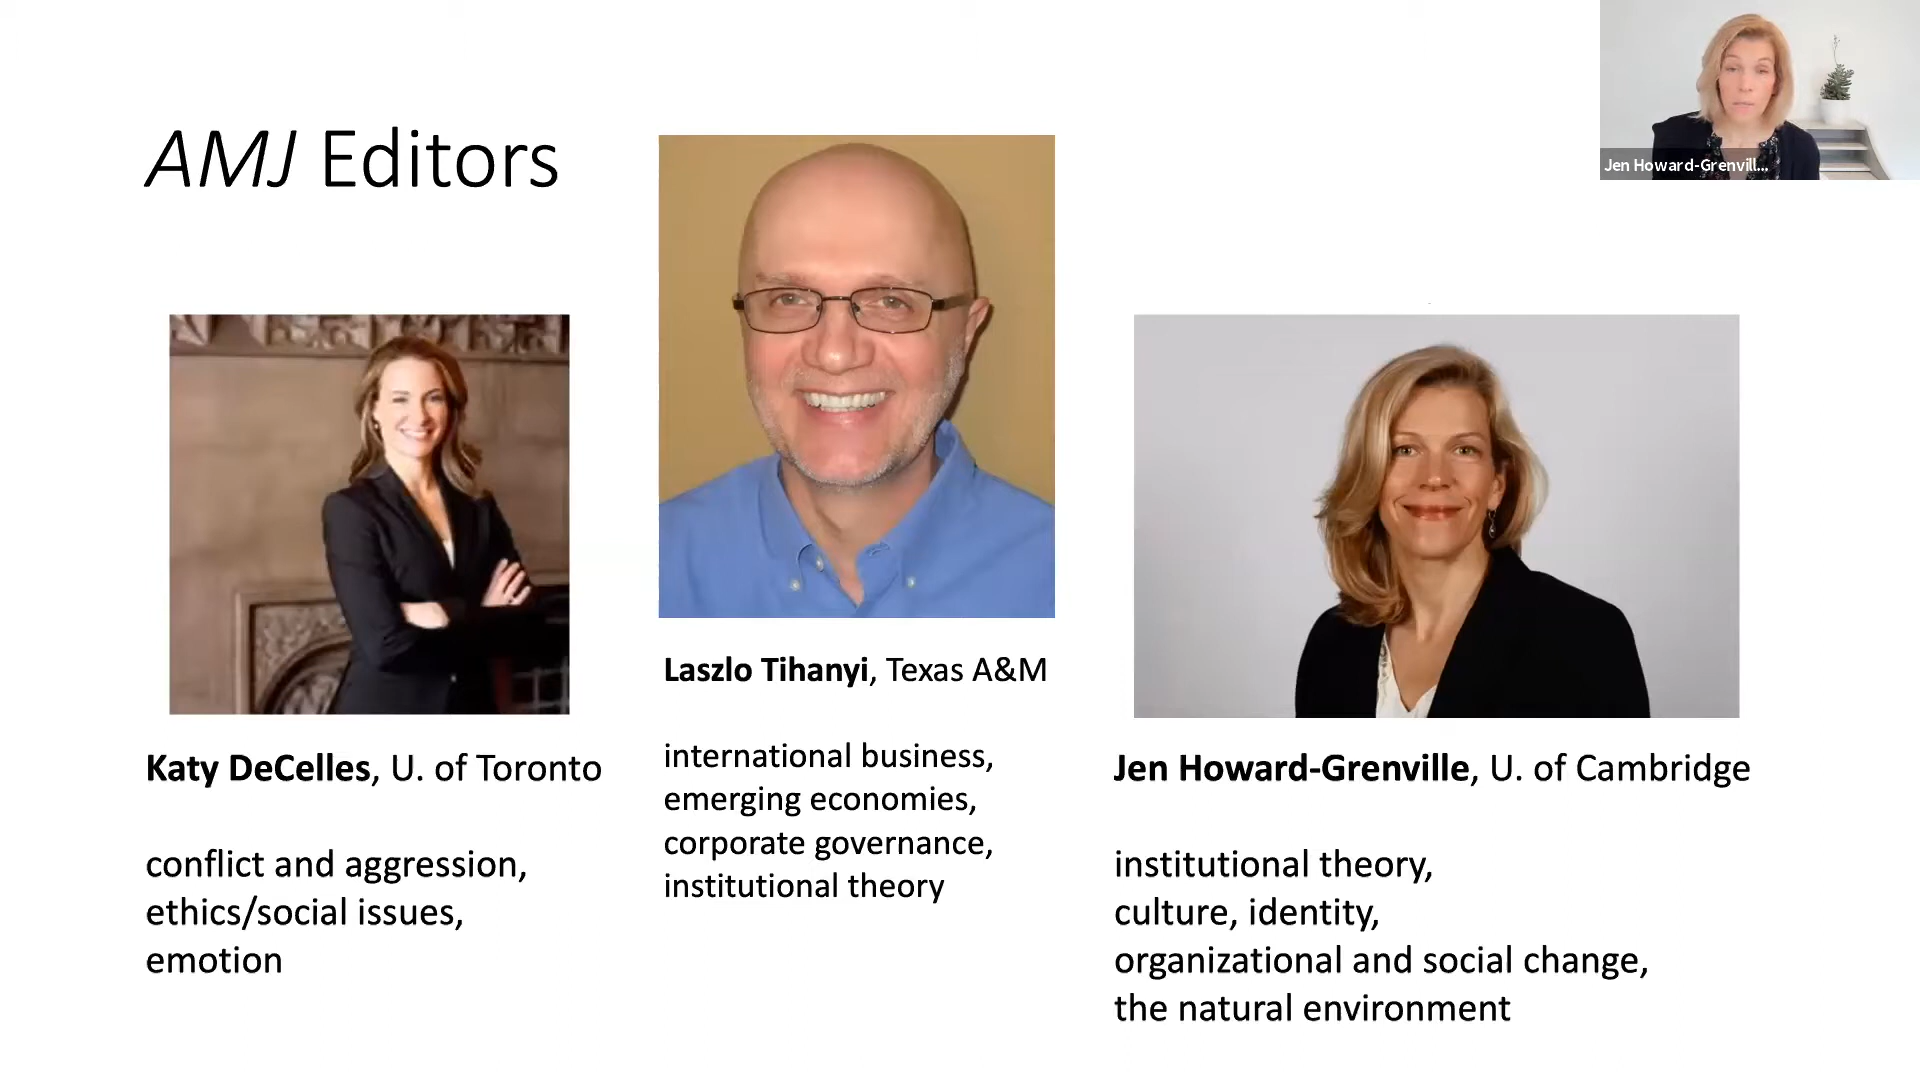 AMJ Editors
Jen Howard-Grenvill...
Katy DeCelles, U. of Toronto
conflict and aggression,
ethics/social issues,
emotion
Laszlo Tihanyi, Texas A&M
international business,
emerging economies,
corporate governance,
institutional theory
Jen Howard-Grenville, U. of Cambridge
institutional theory,
culture, identity,
organizational and social change,
the natural environment